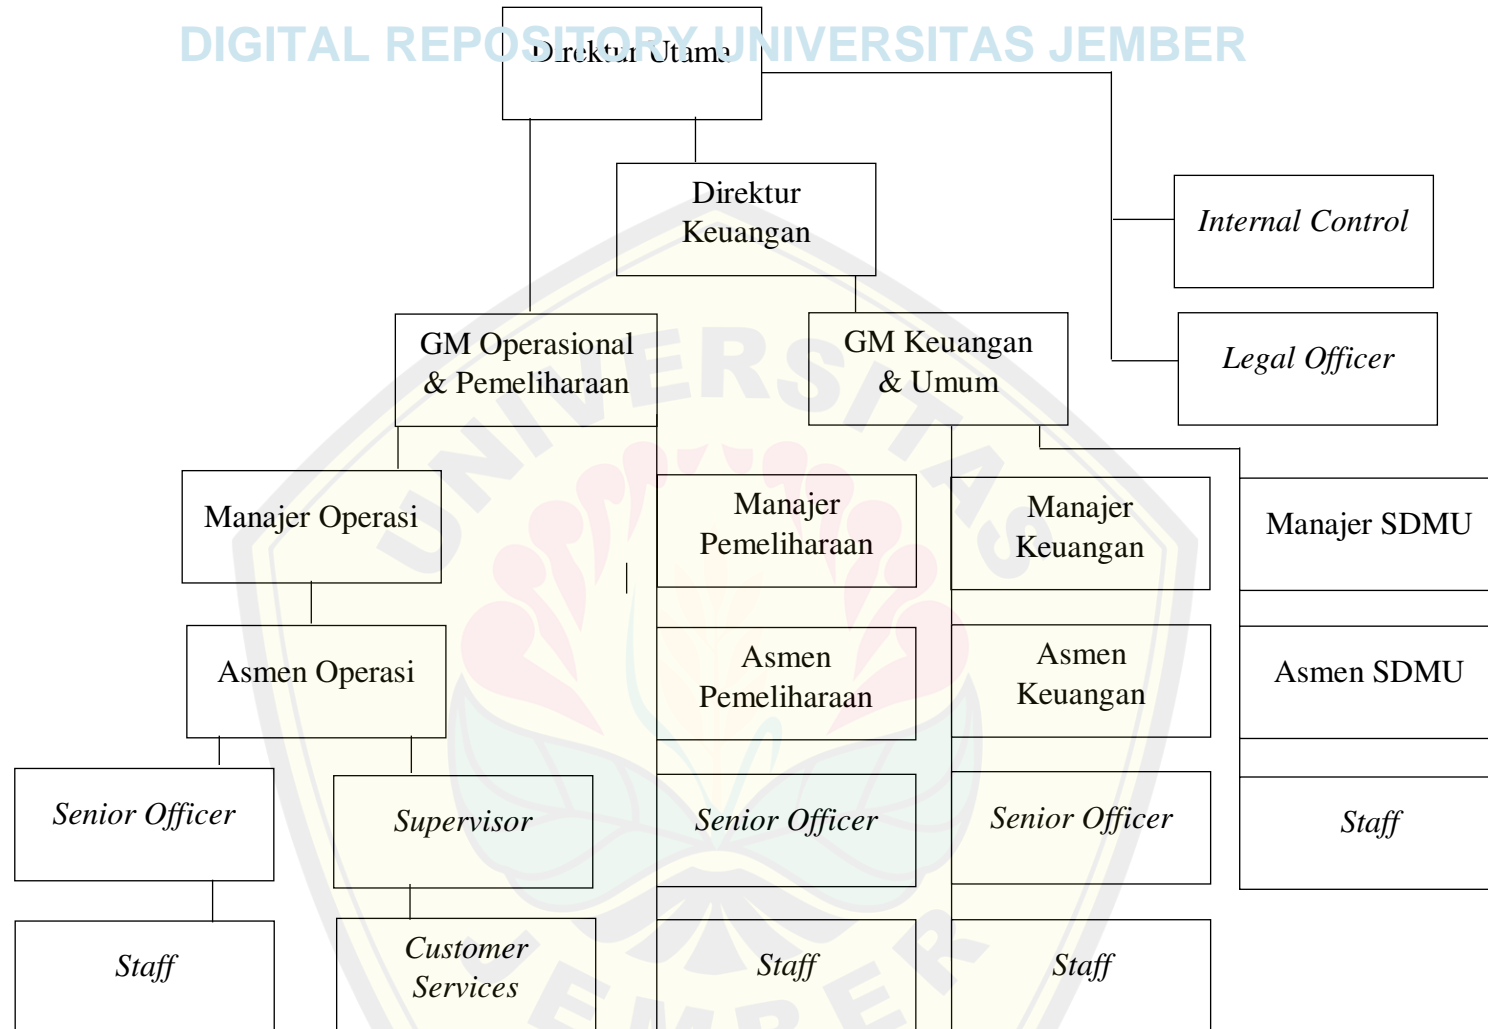 DIGITAL REPOSITORY UNIVERSITAS JEMBER
Direktur Utama
Direktur
Keuangan
Internal Control
GM Operasional
& Pemeliharaan
GM Keuangan
& Umum
Legal Officer
Manajer Operasi
Manajer
Pemeliharaan
Manajer
Keuangan
Manajer SDMU
Asmen Operasi
Asmen
Pemeliharaan
Asmen
Keuangan
Asmen SDMU
Senior Officer
Supervisor
Senior Officer
Senior Officer
Staff
Staff
Customer
Services
Staff
Staff
UNIVERSITAS
JEMBER